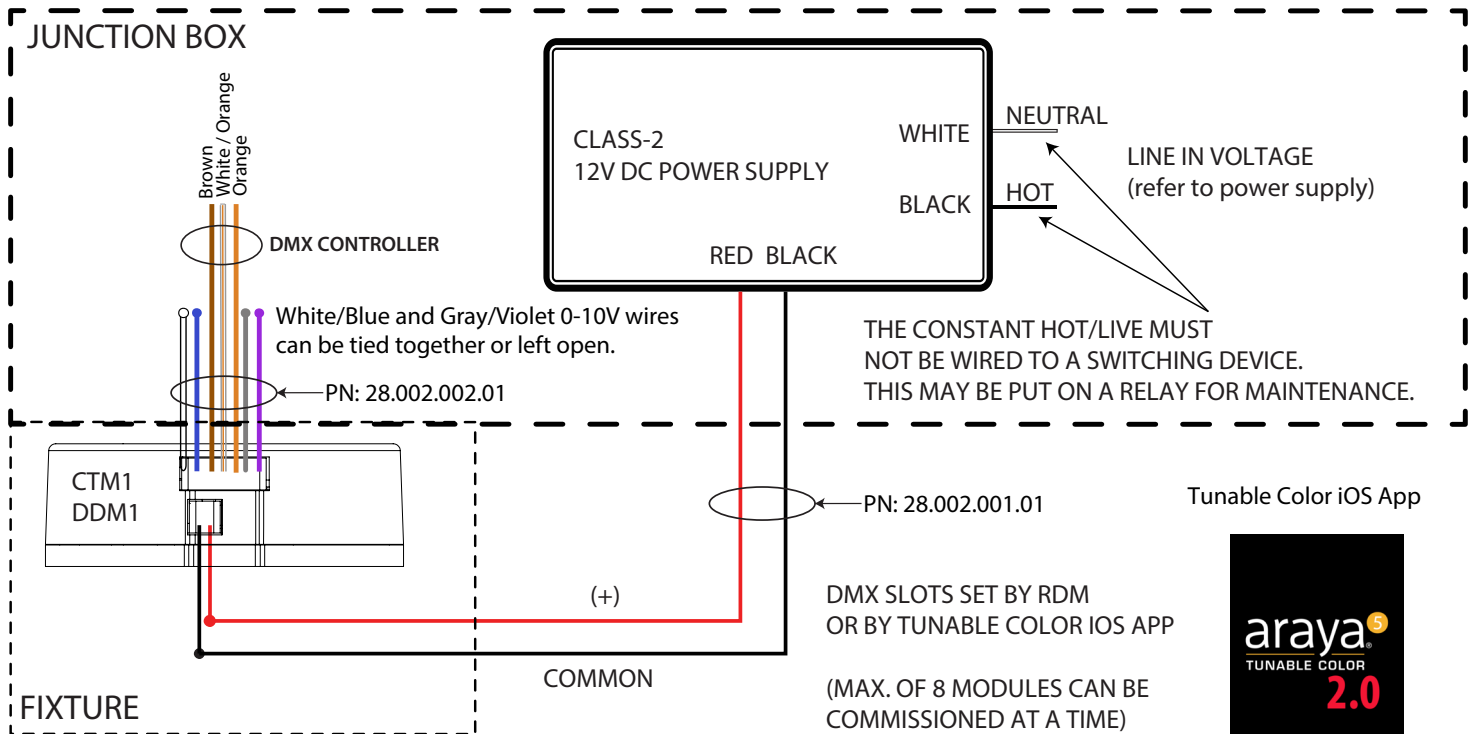 JUNCTION BOX
Brown
White / Orange
Orange
DMX CONTROLLER
White/Blue and Gray/Violet 0-10V wires
can be tied together or left open.
PN: 28.002.002.01
CLASS-2
12V DC POWER SUPPLY
WHITE
BLACK
RED BLACK
NEUTRAL
HOT
LINE IN VOLTAGE
(refer to power supply)
THE CONSTANT HOT/LIVE MUST
NOT BE WIRED TO A SWITCHING DEVICE.
THIS MAY BE PUT ON A RELAY FOR MAINTENANCE.
CTM1
DDM1
PN: 28.002.001.01
(+)
COMMON
FIXTURE
DMX SLOTS SET BY RDM
OR BY TUNABLE COLOR IOS APP
(MAX. OF 8 MODULES CAN BE
COMMISSIONED AT A TIME)
Tunable Color iOS App
araya®5
TUNABLE COLOR
2.0